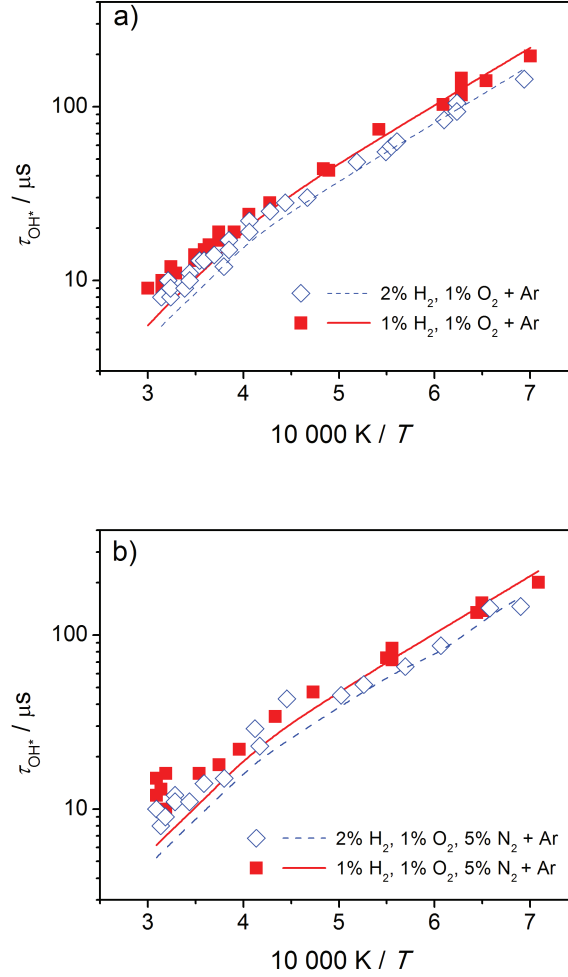 a)
100
10
τOH* / μs
2% H2, 1% O2 + Ar
1% H2, 1% O2 + Ar
3 4 5 6 7
10 000 K / T
b)
100
10
τOH* / μs
2% H2, 1% O2, 5% N2 + Ar
1% H2, 1% O2, 5% N2 + Ar
3 4 5 6 7
10 000 K / T